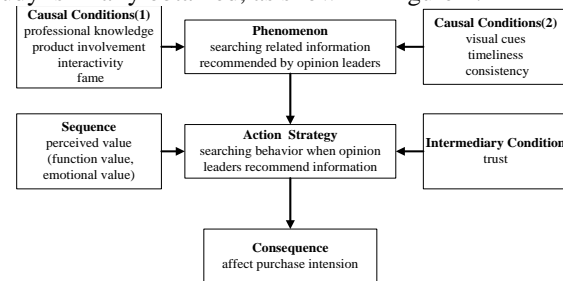 Causal Conditions(1)
professional knowledge
product involvement
interactivity
fame
Phenomenon
searching related information
recommended by opinion leaders
Causal Conditions(2)
visual cues
timeliness
consistency
Sequence
perceived value
(function value,
emotional value)
Action Strategy
searching behavior when opinion
leaders recommend information
Intermediary Condition
trust
Consequence
affect purchase intension